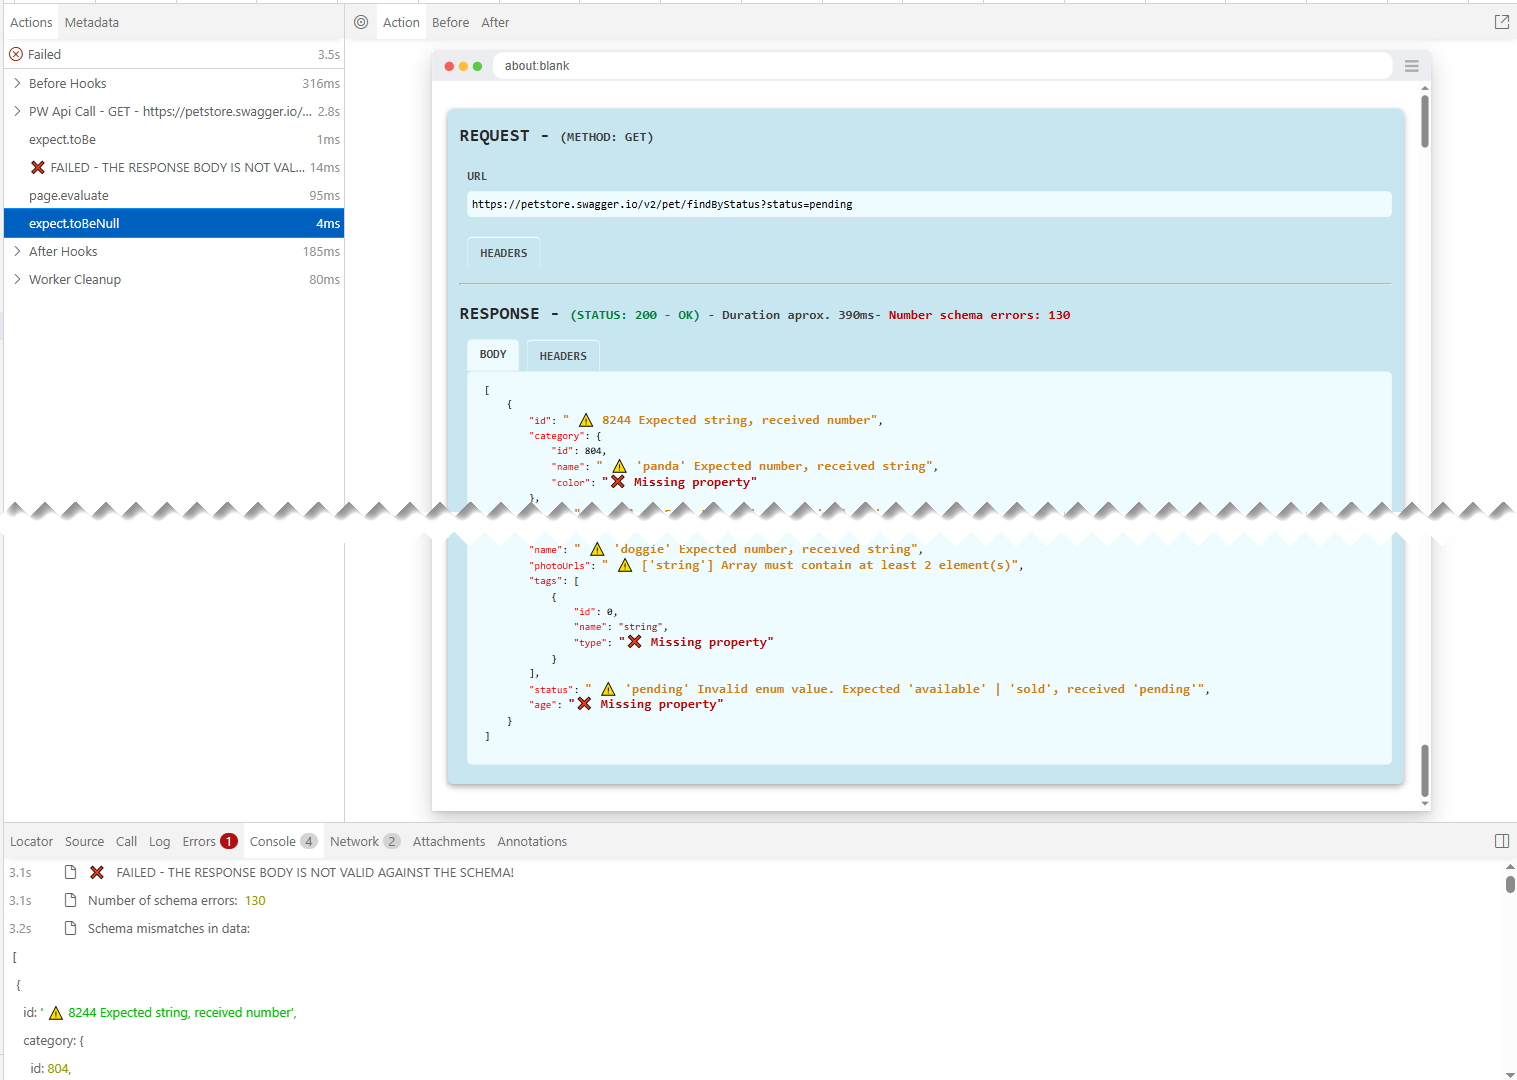 Actions Metadata
Failed 3.5s
Before Hooks 316ms
PW Api Call - GET - https://petstore.swagger.io/... 2.8s
expect.toBe 1ms
❌ FAILED - THE RESPONSE BODY IS NOT VAL... 14ms
page.evaluate 95ms
expect.toBeNull 4ms
After Hooks 185ms
Worker Cleanup 80ms
Action Before After
about:blank
REQUEST - (METHOD: GET)
URL
https://petstore.swagger.io/v2/pet/findByStatus?status=pending
HEADERS
RESPONSE - (STATUS: 200 - OK) - Duration aprox. 390ms- Number schema errors: 130
BODY HEADERS
[
{
"id": " ⚠️ 8244 Expected string, received number",
"category": {
"id": 804,
"name": " ⚠️ 'panda' Expected number, received string",
"color": "❌ Missing property"
},
"name": " ⚠️ 'doggie' Expected number, received string",
"photoUrls": " ⚠️ ['string'] Array must contain at least 2 element(s)",
"tags": [
{
"id": 0,
"name": "string",
"type": "❌ Missing property"
}
],
"status": " ⚠️ 'pending' Invalid enum value. Expected 'available' | 'sold', received 'pending'",
"age": "❌ Missing property"
}
]
Locator Source Call Log Errors 1 Console 4 Network 2 Attachments Annotations
3.1s ❌ FAILED - THE RESPONSE BODY IS NOT VALID AGAINST THE SCHEMA!
3.1s Number of schema errors: 130
3.2s Schema mismatches in data:
[
{
id: ' ⚠️ 8244 Expected string, received number',
category: {
id: 804,